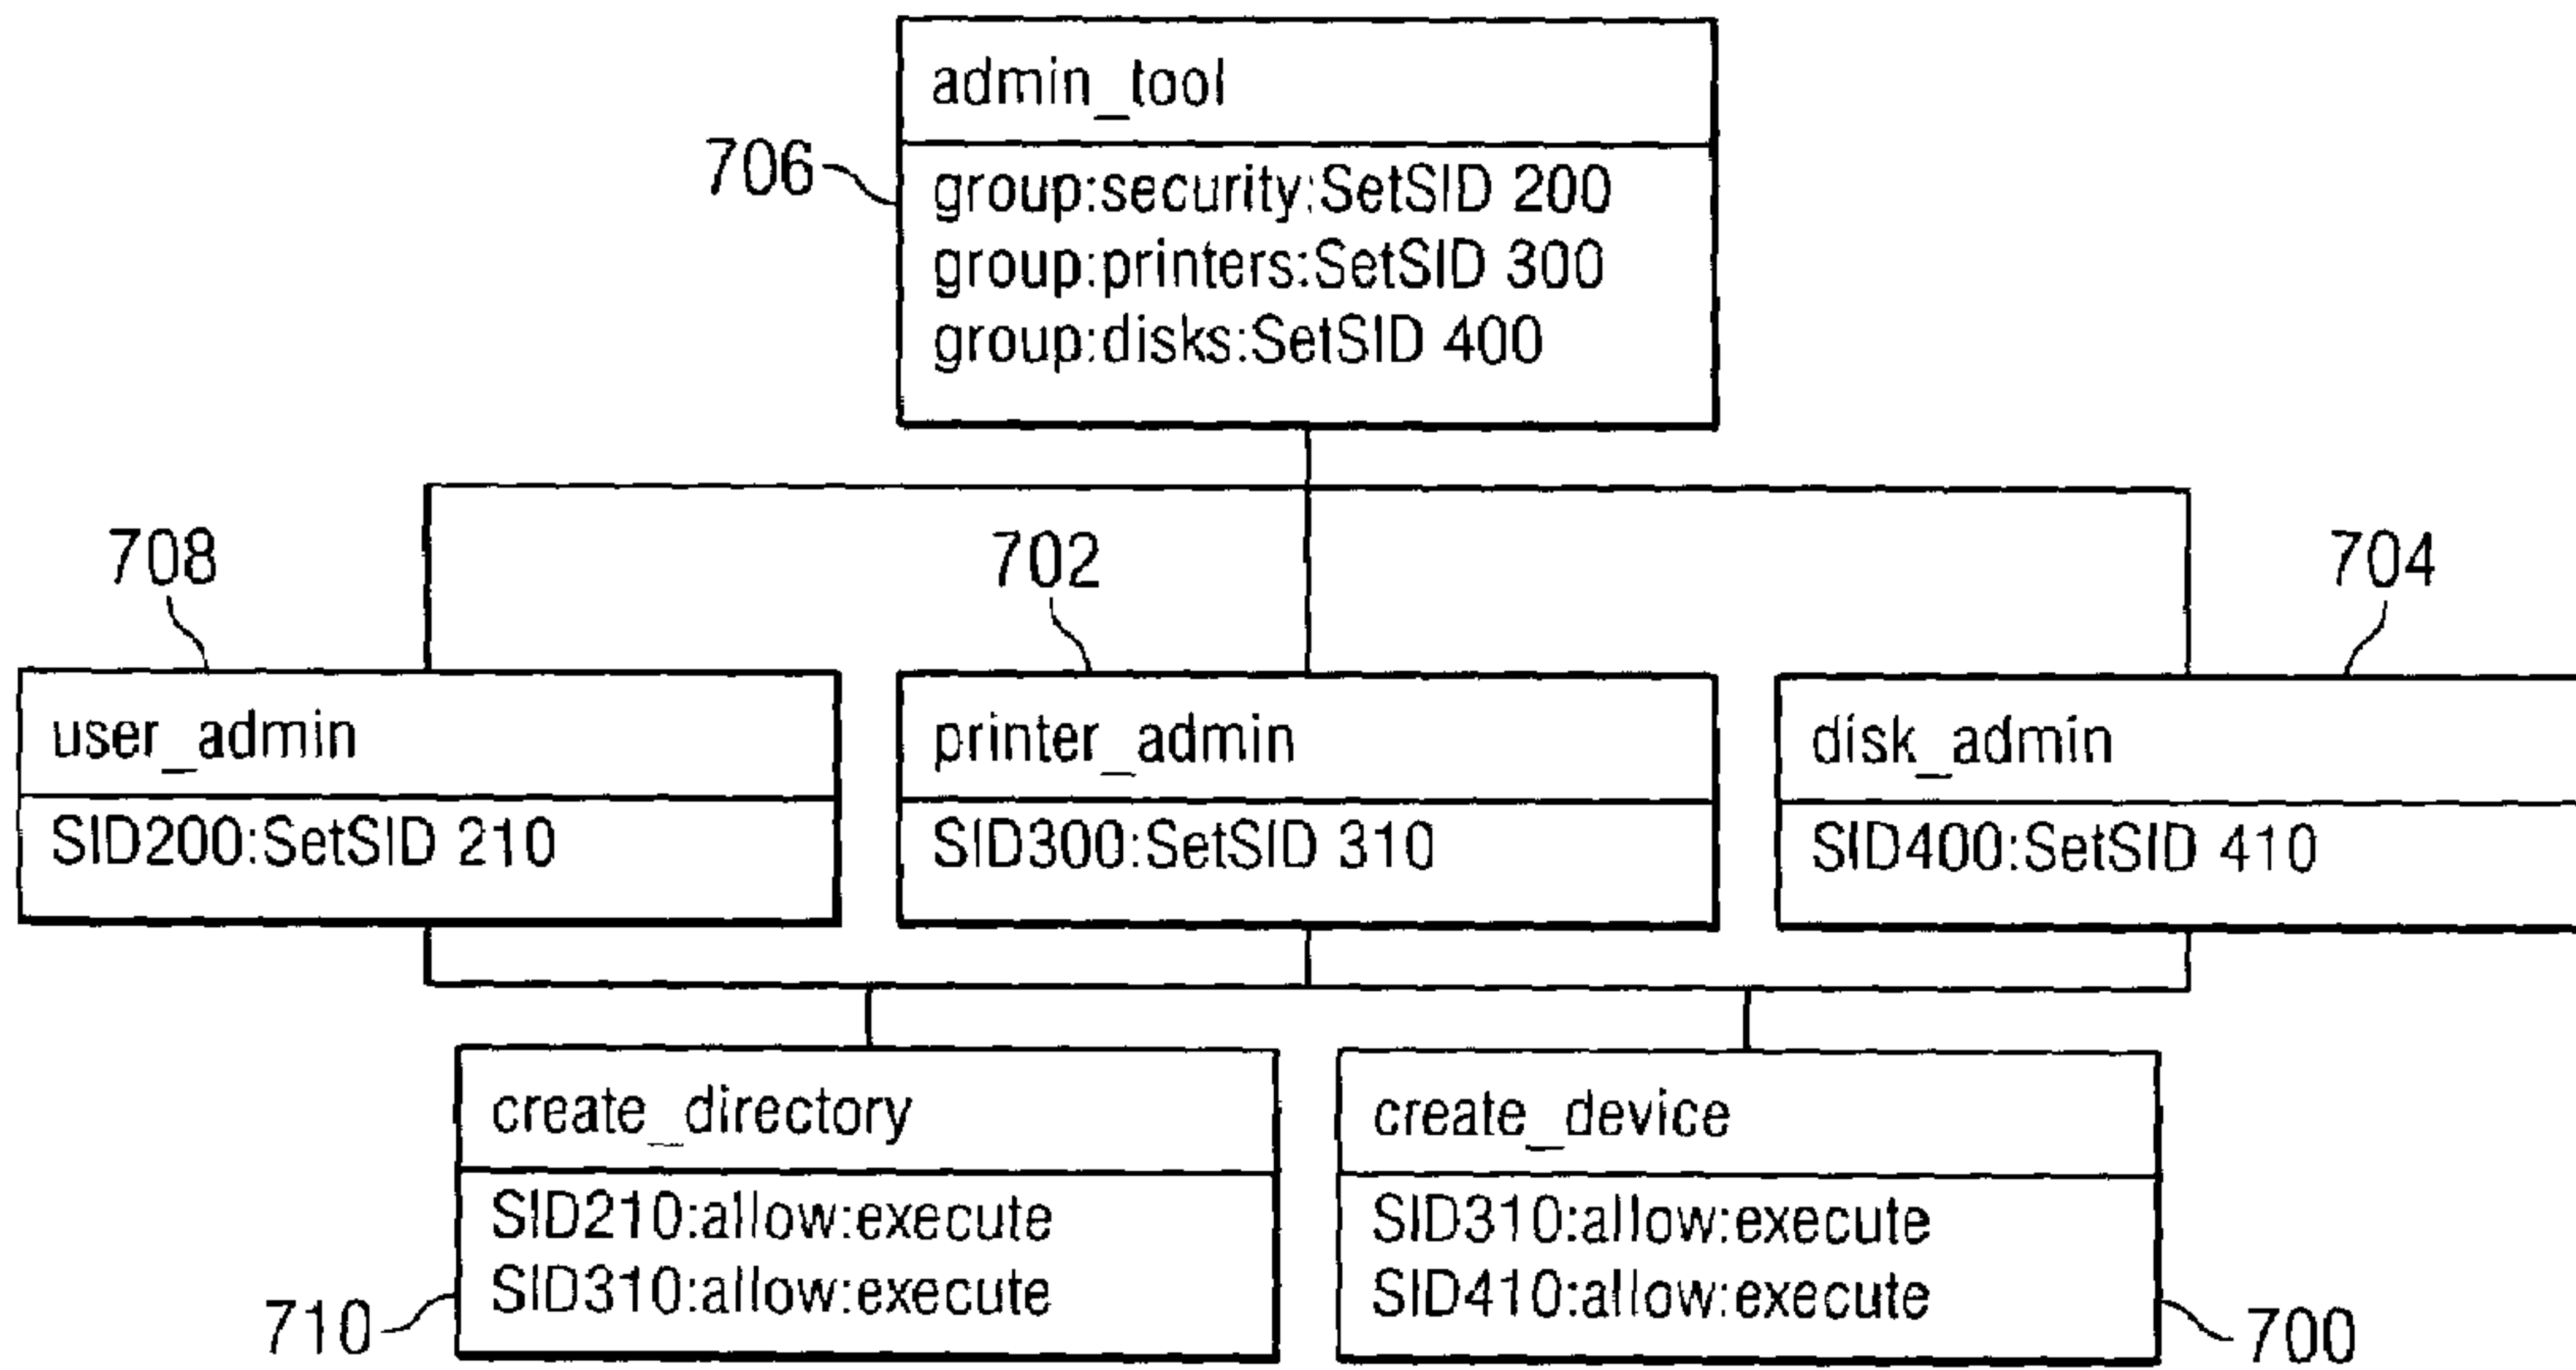 admin_tool
706
group:security:SetSID 200
group:printers:SetSID 300
group:disks:SetSID 400
708
702
704
user_admin
SID200:SetSID 210
printer_admin
SID300:SetSID 310
disk_admin
SID400:SetSID 410
create_directory
SID210:allow:execute
SID310:allow:execute
710
create_device
SID310:allow:execute
SID410:allow:execute
700